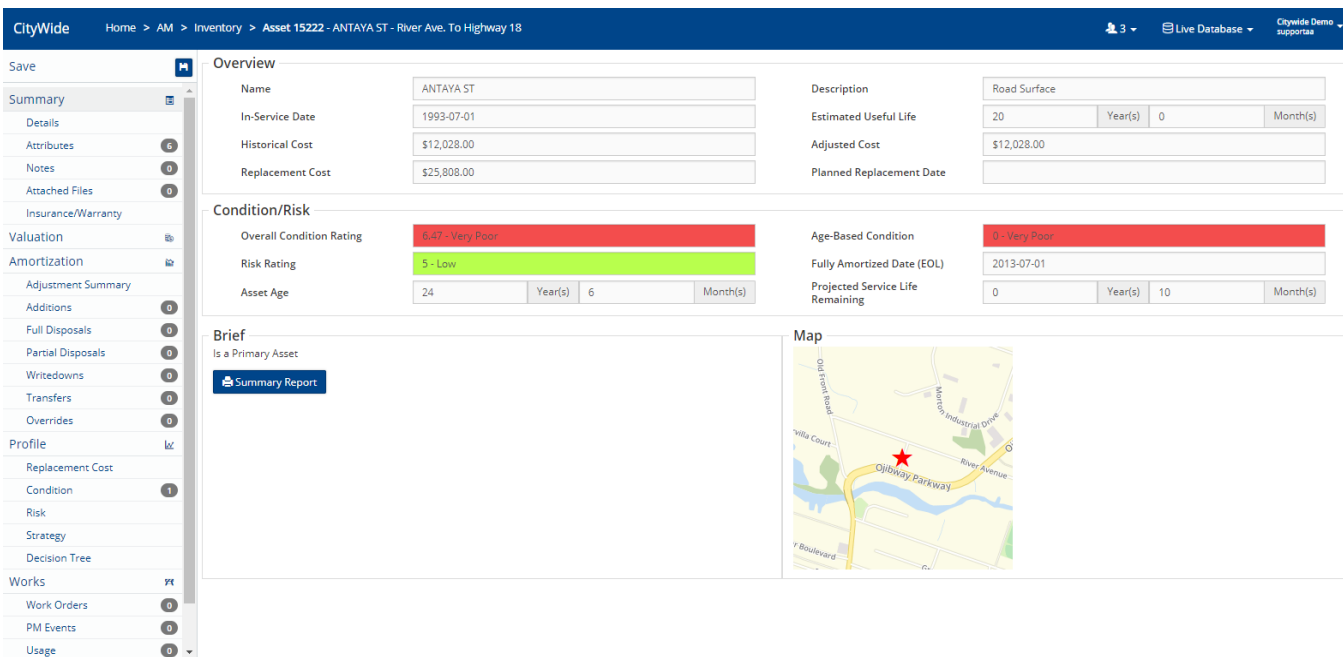 CityWide
Home > AM > Inventory > Asset 15222 - ANTAYA ST - River Ave. To Highway 18
3
Live Database
Citywide Demo
supportaa
Save
Summary
Details
Attributes 6
Notes 0
Attached Files 0
Insurance/Warranty
Valuation
Amortization
Adjustment Summary
Additions 0
Full Disposals 0
Partial Disposals 0
Writedowns 0
Transfers 0
Overrides 0
Profile
Replacement Cost
Condition 1
Risk
Strategy
Decision Tree
Works
Work Orders 0
PM Events 0
Usage 0
Overview
Name ANTAYA ST
Description Road Surface
In-Service Date 1993-07-01
Estimated Useful Life 20 Year(s) 0 Month(s)
Historical Cost $12,028.00
Adjusted Cost $12,028.00
Replacement Cost $25,808.00
Planned Replacement Date
Condition/Risk
Overall Condition Rating 6.47 - Very Poor
Age-Based Condition 0 - Very Poor
Risk Rating 5 - Low
Fully Amortized Date (EOL) 2013-07-01
Asset Age 24 Year(s) 6 Month(s)
Projected Service Life
Remaining 0 Year(s) 10 Month(s)
Brief
Is a Primary Asset
Summary Report
Map
Old Front Road
Morton Industrial Drive
villa Court
River Avenue
Ojibway Parkway
r Boulevard